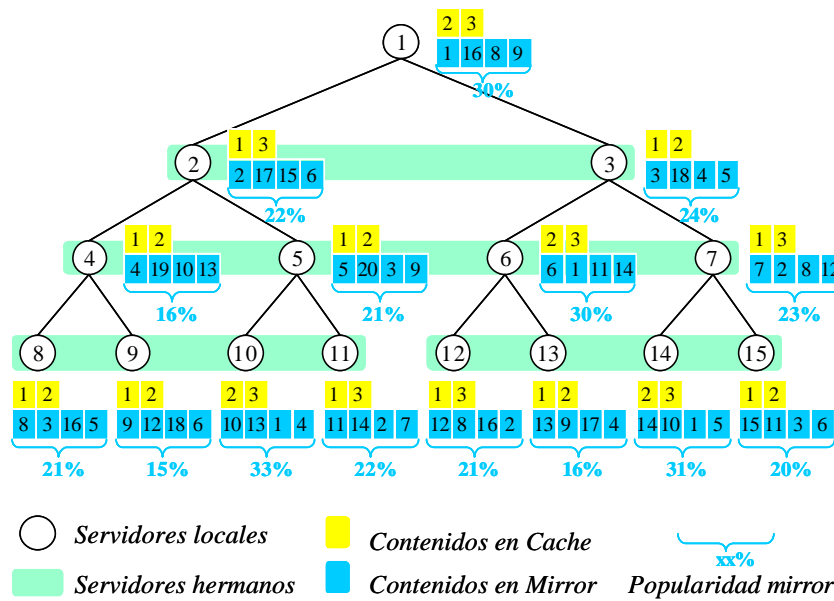 2 3
1
1 16 8 9
30%
1 3
2
2 17 15 6
22%
1 2
3
3 18 4 5
24%
1 2
4
4 19 10 13
16%
1 2
5
5 20 3 9
21%
2 3
6
6 1 11 14
30%
1 3
7
7 2 8 12
23%
8 9 10 11 12 13 14 15
1 2
8 3 16 5
21%
1 2
9 12 18 6
15%
2 3
10 13 1 4
33%
1 3
11 14 2 7
22%
1 3
12 8 16 2
21%
1 2
13 9 17 4
16%
2 3
14 10 1 5
31%
1 2
15 11 3 6
20%
Servidores locales
Contenidos en Cache
xx%
Servidores hermanos
Contenidos en Mirror
Popularidad mirror